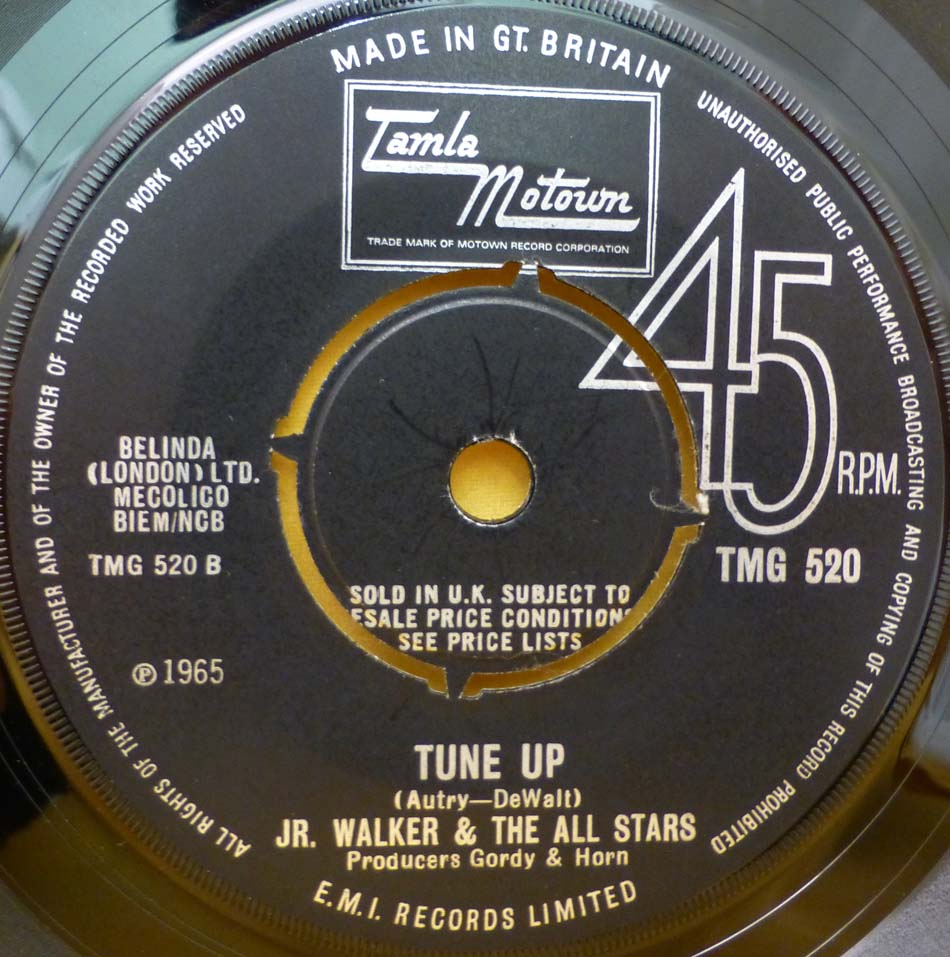 MADE IN GT. BRITAIN
Tamla
Motown
TRADE MARK OF MOTOWN RECORD CORPORATION
ALL RIGHTS OF THE MANUFACTURER AND OF THE OWNER OF THE RECORDED WORK RESERVED
UNAUTHORISED PUBLIC PERFORMANCE BROADCASTING AND COPYING OF THIS RECORD PROHIBITED
45
R.P.M.
BELINDA
(LONDON) LTD.
MECOLICO
BIEM/NCB
TMG 520 B
TMG 520
SOLD IN U.K. SUBJECT TO
ESALE PRICE CONDITIONS
SEE PRICE LISTS
℗ 1965
TUNE UP
(Autry—DeWalt)
JR. WALKER & THE ALL STARS
Producers Gordy & Horn
E.M.I. RECORDS LIMITED